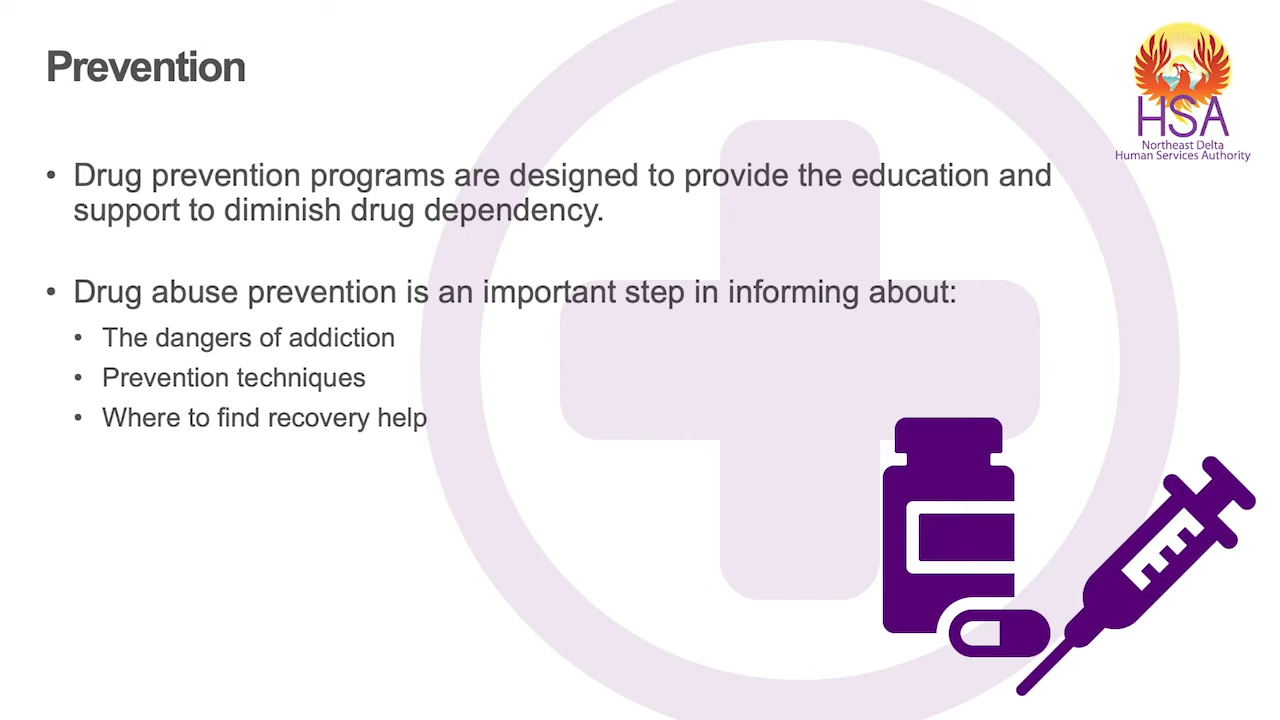 Prevention
HSA
Northeast Delta
Human Services Authority
• Drug prevention programs are designed to provide the education and
support to diminish drug dependency.
• Drug abuse prevention is an important step in informing about:
• The dangers of addiction
• Prevention techniques
• Where to find recovery help